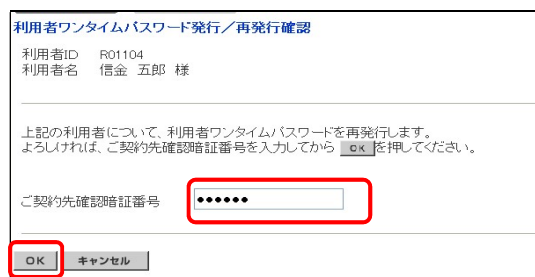 利用者ワンタイムパスワード発行／再発行確認
利用者ID R01104
利用者名 信金 五郎 様
上記の利用者について、利用者ワンタイムパスワードを再発行します。
よろしければ、ご契約先確認暗証番号を入力してから OK を押してください。
ご契約先確認暗証番号 ●●●●●●
OK キャンセル